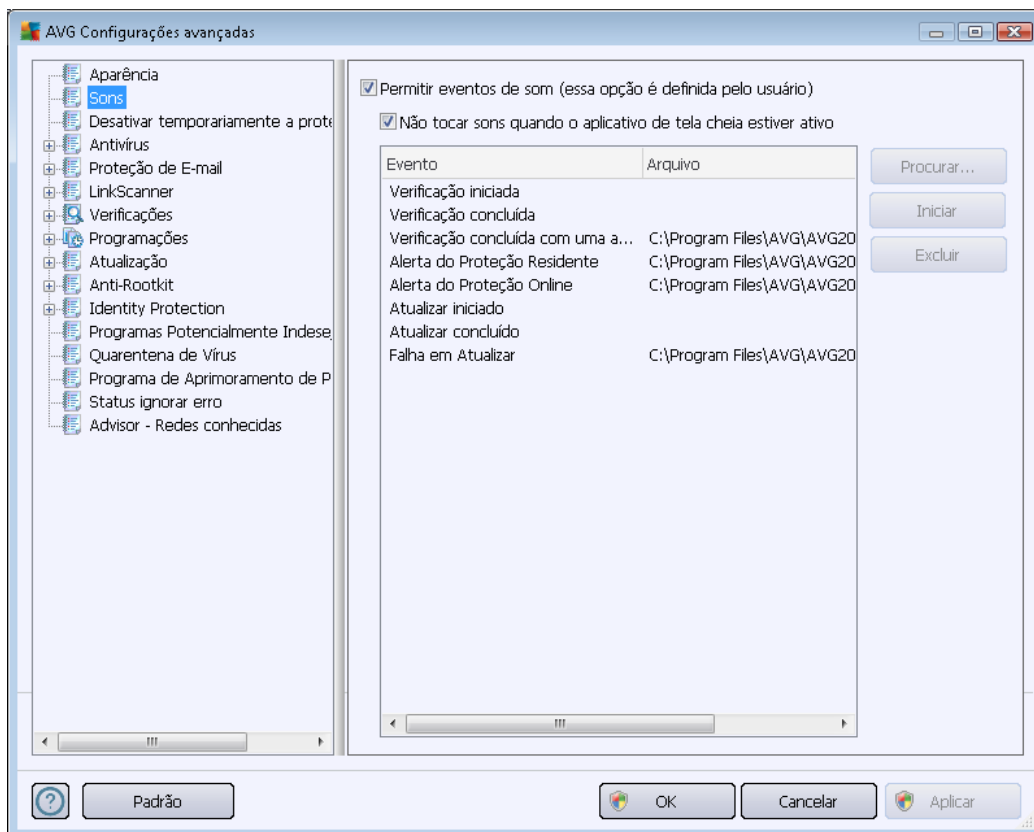 AVG Configurações avançadas
Aparência
Sons
Desativar temporariamente a prote
Antivírus
Proteção de E-mail
LinkScanner
Verificações
Programações
Atualização
Anti-Rootkit
Identity Protection
Programas Potencialmente Indese
Quarentena de Vírus
Programa de Aprimoramento de P
Status ignorar erro
Advisor - Redes conhecidas
Permitir eventos de som (essa opção é definida pelo usuário)
Não tocar sons quando o aplicativo de tela cheia estiver ativo
Evento Arquivo
Verificação iniciada
Verificação concluída
Verificação concluída com uma a... C:\Program Files\AVG\AVG20
Alerta do Proteção Residente C:\Program Files\AVG\AVG20
Alerta do Proteção Online C:\Program Files\AVG\AVG20
Atualizar iniciado
Atualizar concluído
Falha em Atualizar C:\Program Files\AVG\AVG20
Procurar...
Iniciar
Excluir
Padrão OK Cancelar Aplicar